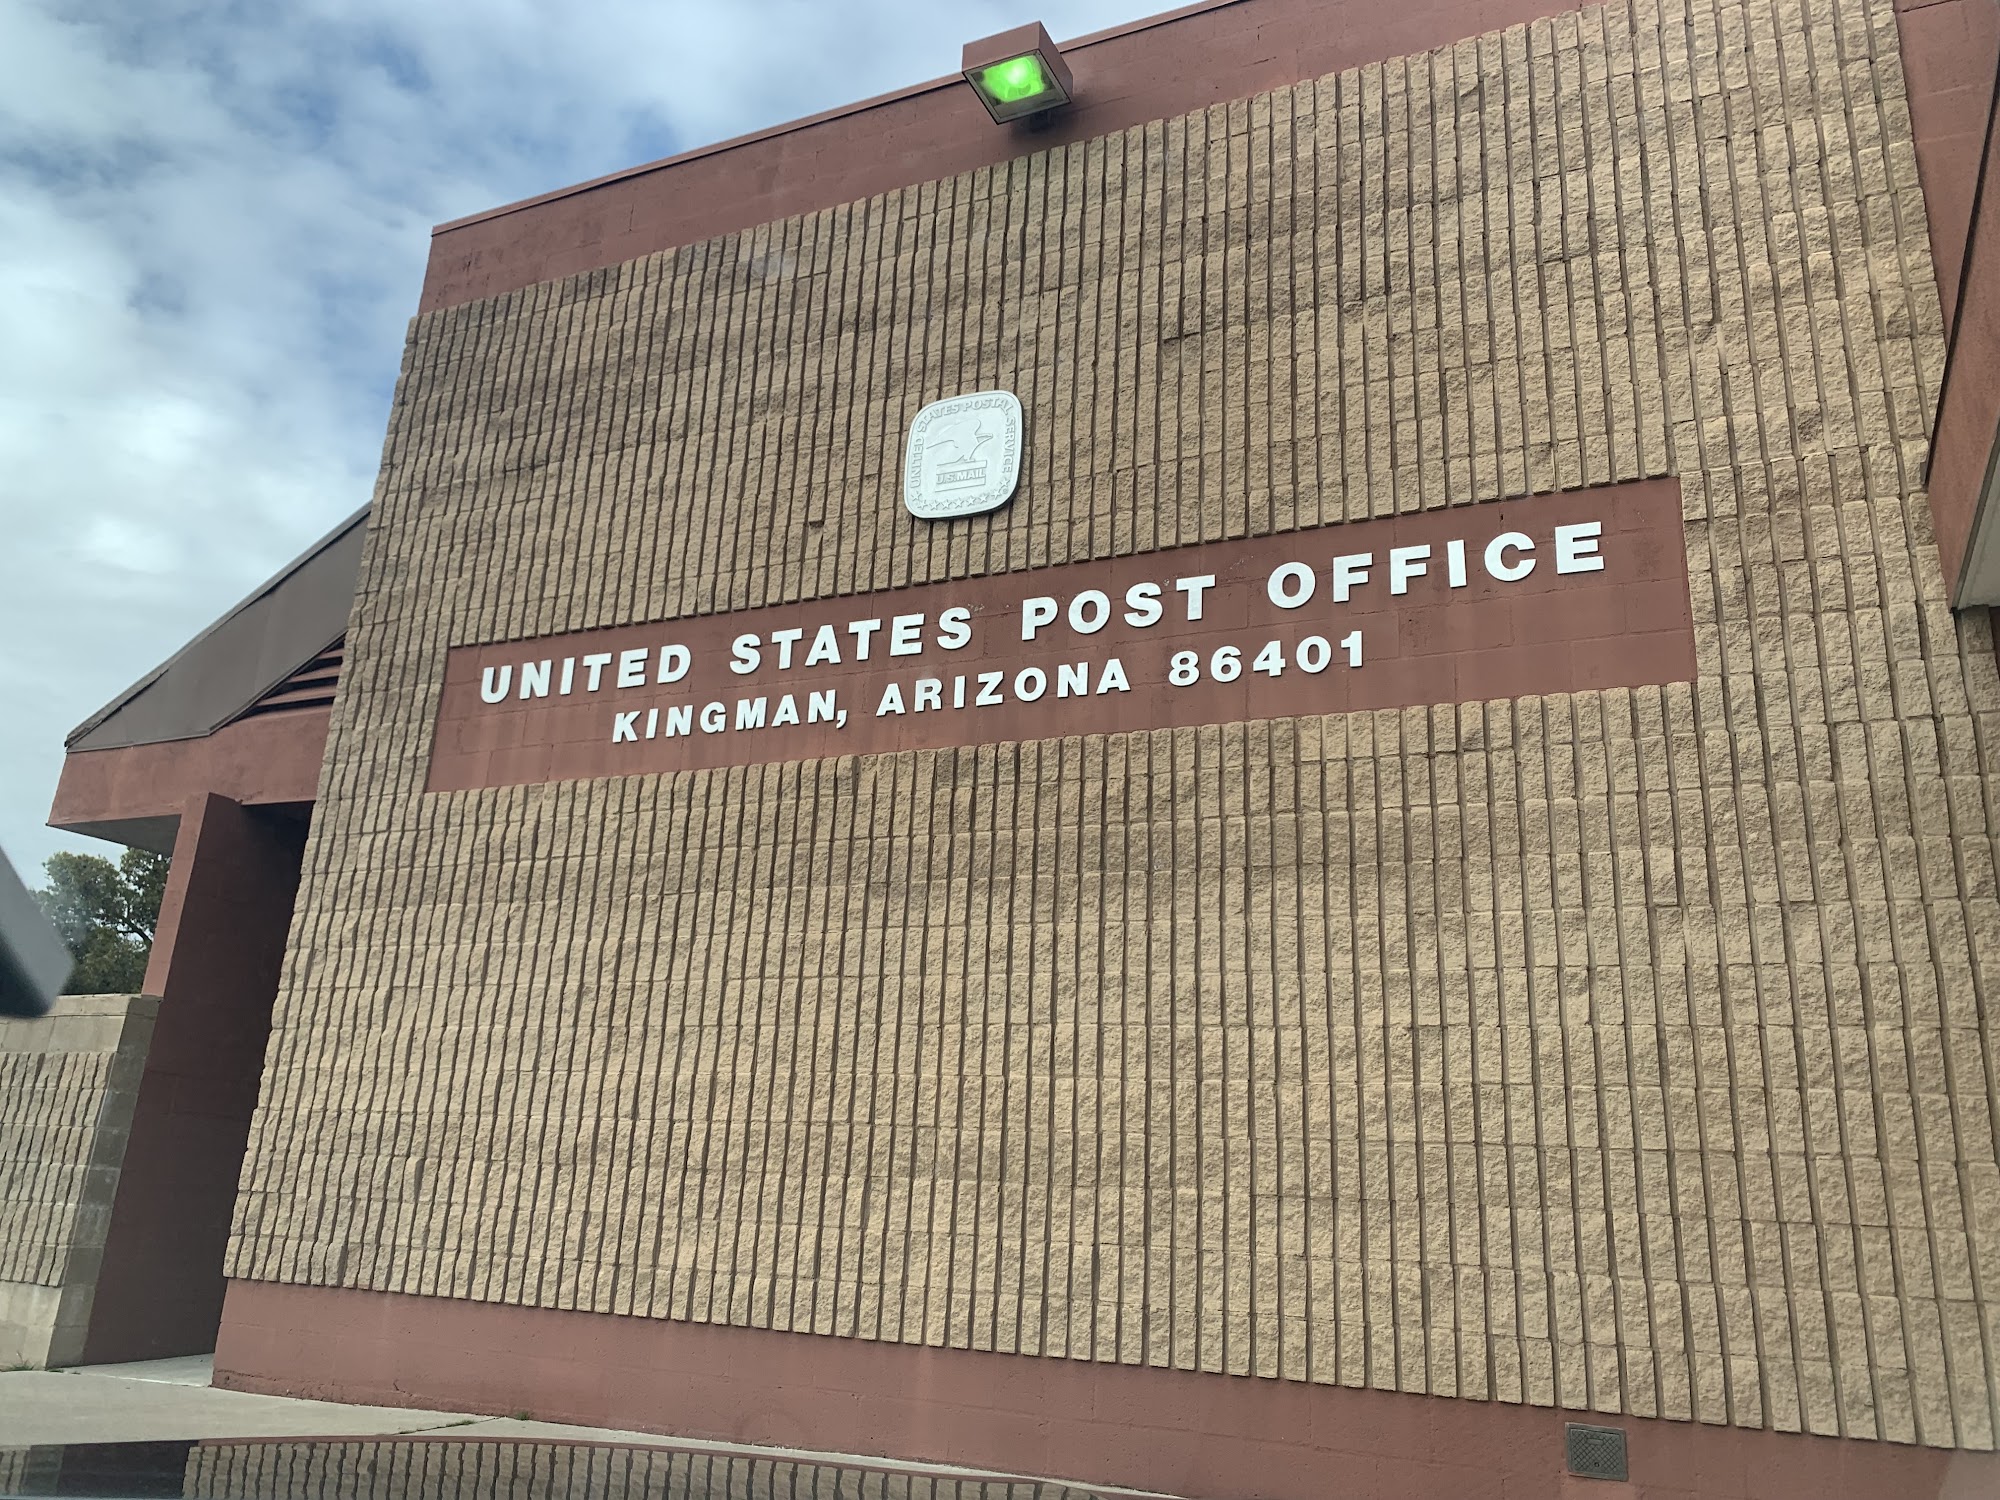 UNITED STATES POSTAL SERVICE
U.S.MAIL
UNITED STATES POST OFFICE
KINGMAN, ARIZONA 86401